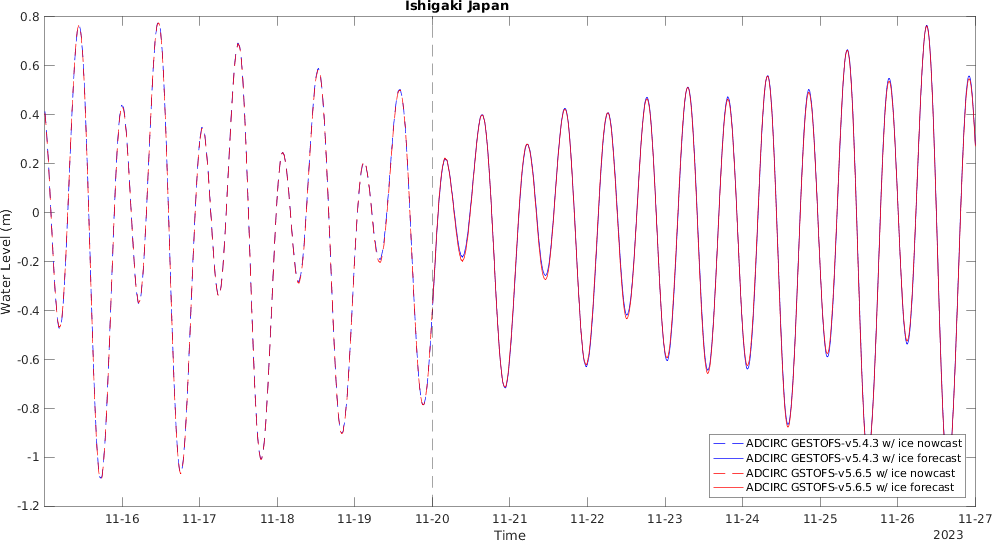 Ishigaki Japan
0.8
0.6
0.4
0.2
0
-0.2
-0.4
-0.6
-0.8
-1
-1.2
Water Level (m)
ADCIRC GESTOFS-v5.4.3 w/ ice nowcast
ADCIRC GESTOFS-v5.4.3 w/ ice forecast
ADCIRC GSTOFS-v5.6.5 w/ ice nowcast
ADCIRC GSTOFS-v5.6.5 w/ ice forecast
11-16 11-17 11-18 11-19 11-20 11-21 11-22 11-23 11-24 11-25 11-26 11-27
Time
2023